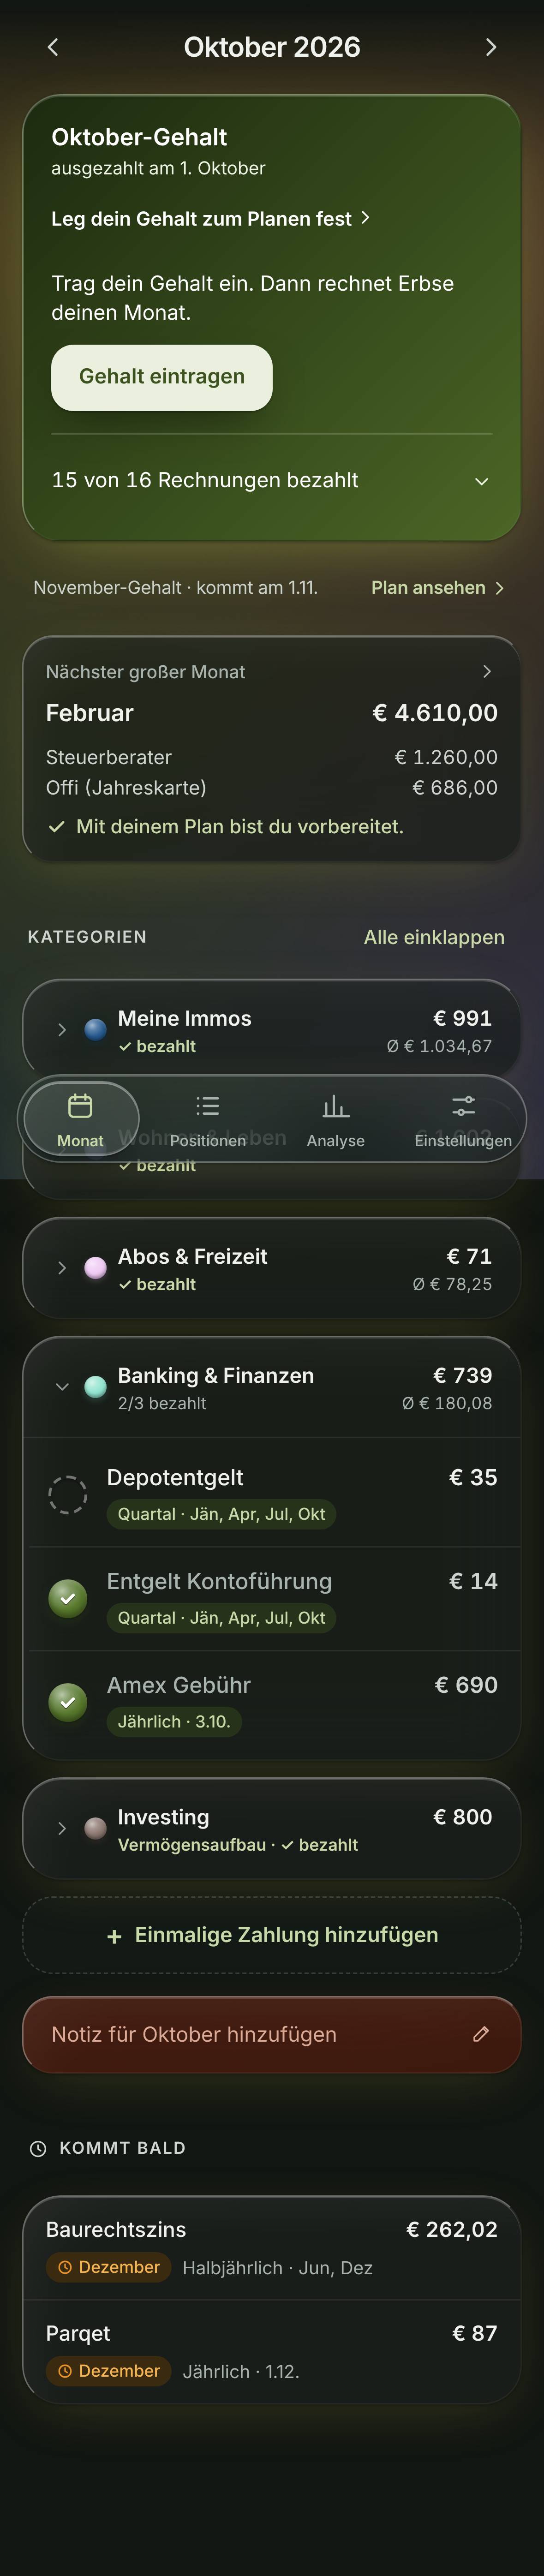 Oktober 2026
Oktober-Gehalt
ausgezahlt am 1. Oktober
Leg dein Gehalt zum Planen fest
Trag dein Gehalt ein. Dann rechnet Erbse
deinen Monat.
Gehalt eintragen
15 von 16 Rechnungen bezahlt
November-Gehalt · kommt am 1.11. Plan ansehen
Nächster großer Monat
Februar € 4.610,00
Steuerberater € 1.260,00
Offi (Jahreskarte) € 686,00
Mit deinem Plan bist du vorbereitet.
KATEGORIEN Alle einklappen
Meine Immos € 991
bezahlt Ø € 1.034,67
Wohnen & Leben
Monat Positionen Analyse Einstellungen
bezahlt
Abos & Freizeit € 71
bezahlt Ø € 78,25
Banking & Finanzen € 739
2/3 bezahlt Ø € 180,08
Depotentgelt € 35
Quartal · Jän, Apr, Jul, Okt
Entgelt Kontoführung € 14
Quartal · Jän, Apr, Jul, Okt
Amex Gebühr € 690
Jährlich · 3.10.
Investing € 800
Vermögensaufbau · ✓ bezahlt
+ Einmalige Zahlung hinzufügen
Notiz für Oktober hinzufügen
KOMMT BALD
Baurechtszins € 262,02
Dezember Halbjährlich · Jun, Dez
Parqet € 87
Dezember Jährlich · 1.12.